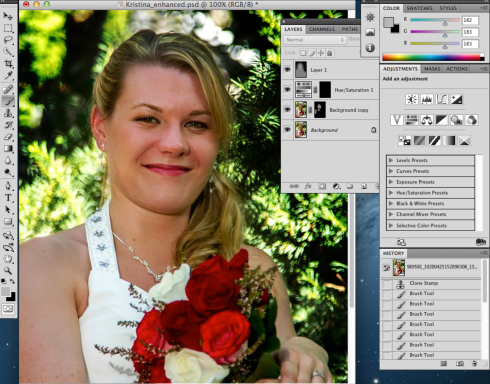 Kristina_enhanced.psd @ 100% (RGB/8) *
LAYERS CHANNELS PATHS
Normal
Lock:
Layer 1
Hue/Saturation 1
Background copy
Background
fx
COLOR SWATCHES STYLES
R 182
G 183
B 183
ADJUSTMENTS MASKS ACTIONS
Add an adjustment
Levels Presets
Curves Presets
Exposure Presets
Hue/Saturation Presets
Black & White Presets
Channel Mixer Presets
Selective Color Presets
HISTORY
Clone Stamp
Brush Tool
Brush Tool
Brush Tool
Brush Tool
Brush Tool
Brush Tool